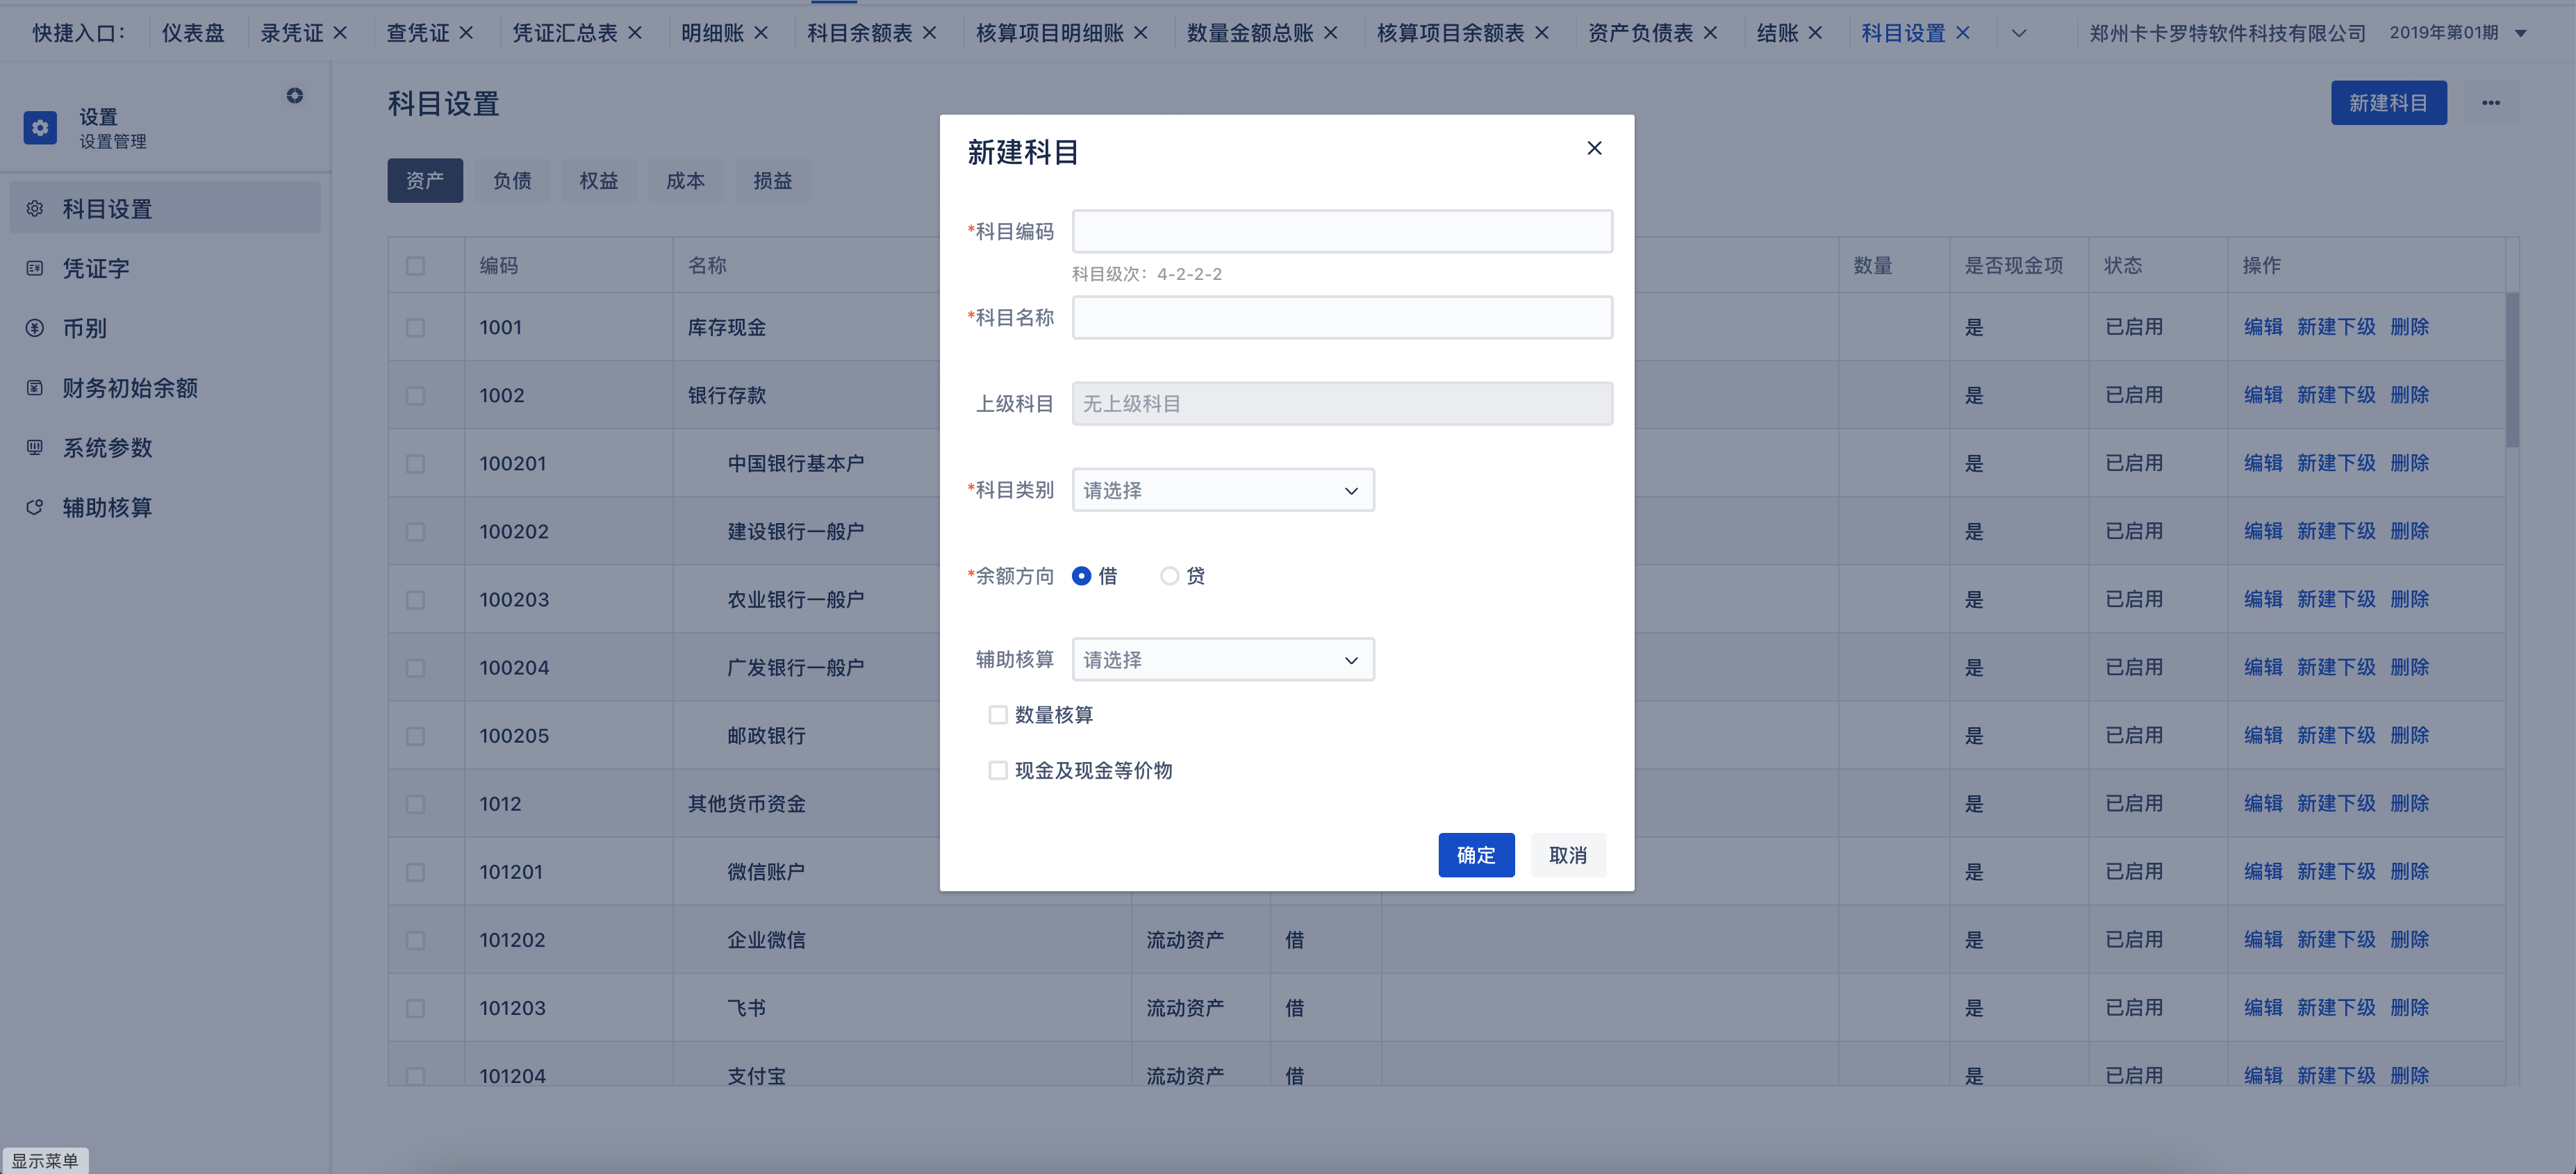 快捷入口： 仪表盘 录凭证 查凭证 凭证汇总表 明细账 科目余额表 核算项目明细账 数量金额总账 核算项目余额表 资产负债表 结账 科目设置 郑州卡卡罗特软件科技有限公司 2019年第01期
设置
设置管理
科目设置
凭证字
币别
财务初始余额
系统参数
辅助核算
显示菜单
科目设置
新建科目 •••
资产 负债 权益 成本 损益
编码 名称 数量 是否现金项 状态 操作
1001 库存现金 是 已启用 编辑 新建下级 删除
1002 银行存款 是 已启用 编辑 新建下级 删除
100201 中国银行基本户 是 已启用 编辑 新建下级 删除
100202 建设银行一般户 是 已启用 编辑 新建下级 删除
100203 农业银行一般户 是 已启用 编辑 新建下级 删除
100204 广发银行一般户 是 已启用 编辑 新建下级 删除
100205 邮政银行 是 已启用 编辑 新建下级 删除
1012 其他货币资金 是 已启用 编辑 新建下级 删除
101201 微信账户 是 已启用 编辑 新建下级 删除
101202 企业微信 流动资产 借 是 已启用 编辑 新建下级 删除
101203 飞书 流动资产 借 是 已启用 编辑 新建下级 删除
101204 支付宝 流动资产 借 是 已启用 编辑 新建下级 删除
新建科目
*科目编码
科目级次：4-2-2-2
*科目名称
上级科目 无上级科目
*科目类别 请选择
*余额方向 借 贷
辅助核算 请选择
数量核算
现金及现金等价物
确定 取消